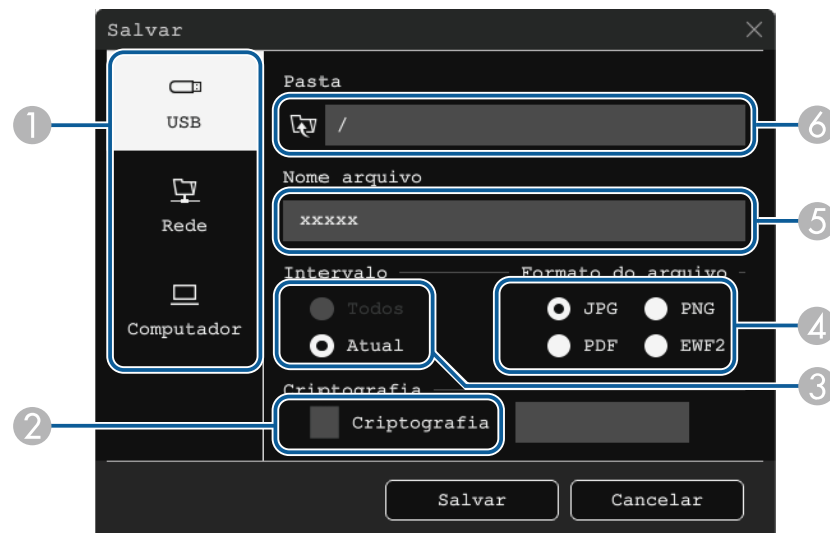 Salvar
USB
Rede
Computador
Pasta
/
Nome arquivo
xxxxx
Intervalo
Todos
Atual
Formato do arquivo
JPG PNG
PDF EWF2
Criptografia
Criptografia
Salvar Cancelar
1
2
6
5
4
3